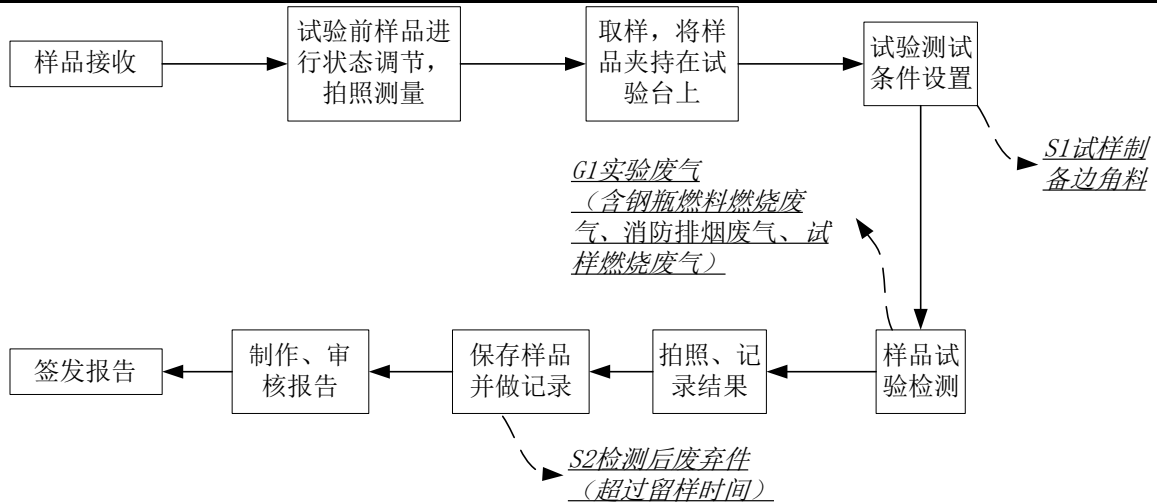 样品接收
试验前样品进
行状态调节，
拍照测量
取样，将样
品夹持在试
验台上
试验测试
条件设置
S1试样制
备边角料
G1实验废气
（含钢瓶燃料燃烧废
气、消防排烟废气、试
样燃烧废气）
样品试
验检测
拍照、记
录结果
保存样品
并做记录
制作、审
核报告
签发报告
S2检测后废弃件
（超过留样时间）